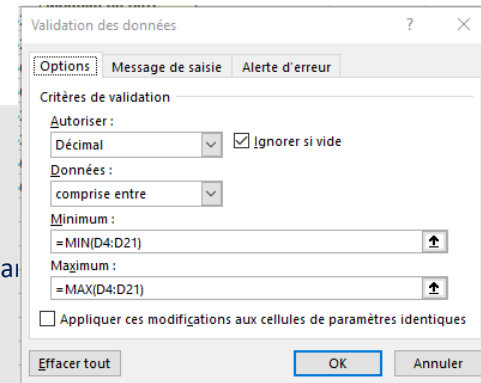 Validation des données ? ×
Options Message de saisie Alerte d'erreur
Critères de validation
Autoriser :
Décimal Ignorer si vide
Données :
comprise entre
Minimum :
=MIN(D4:D21)
Maximum :
=MAX(D4:D21)
Appliquer ces modifications aux cellules de paramètres identiques
Effacer tout OK Annuler